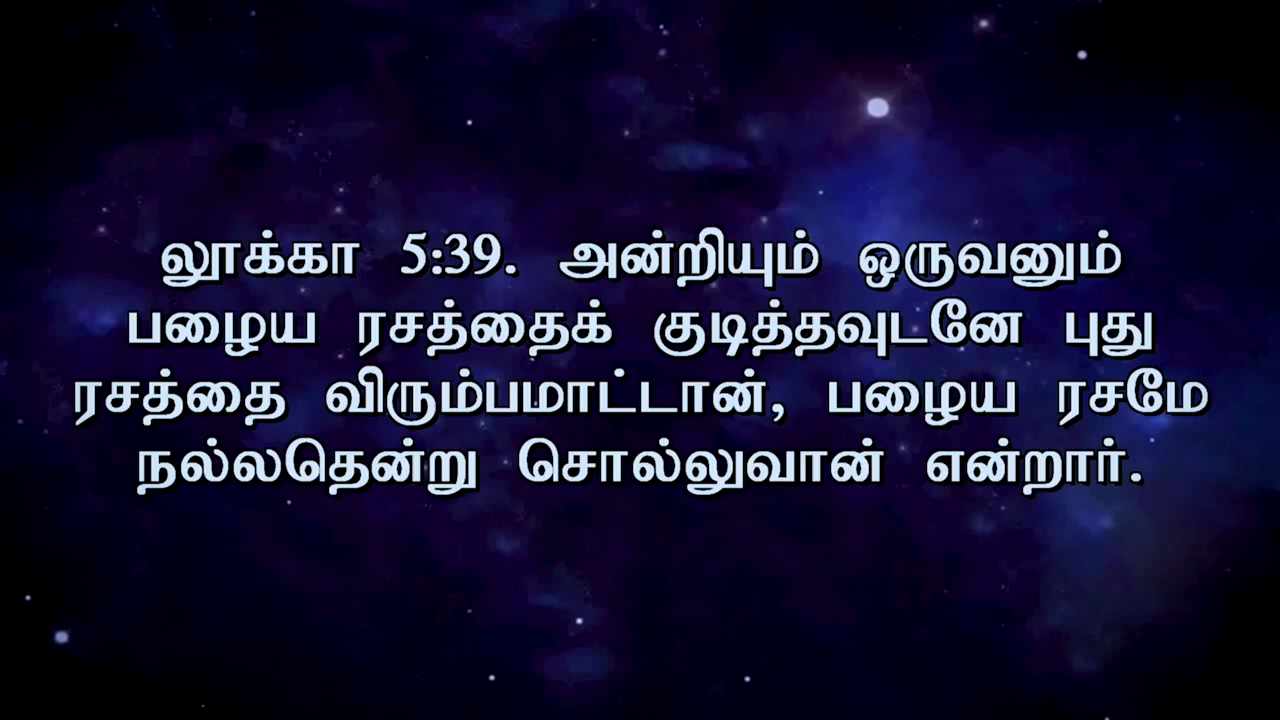 லூக்கா 5:39. அன்றியும் ஒருவனும்
பழைய ரசத்தைக் குடித்தவுடனே புது
ரசத்தை விரும்பமாட்டான், பழைய ரசமே
நல்லதென்று சொல்லுவான் என்றார்.